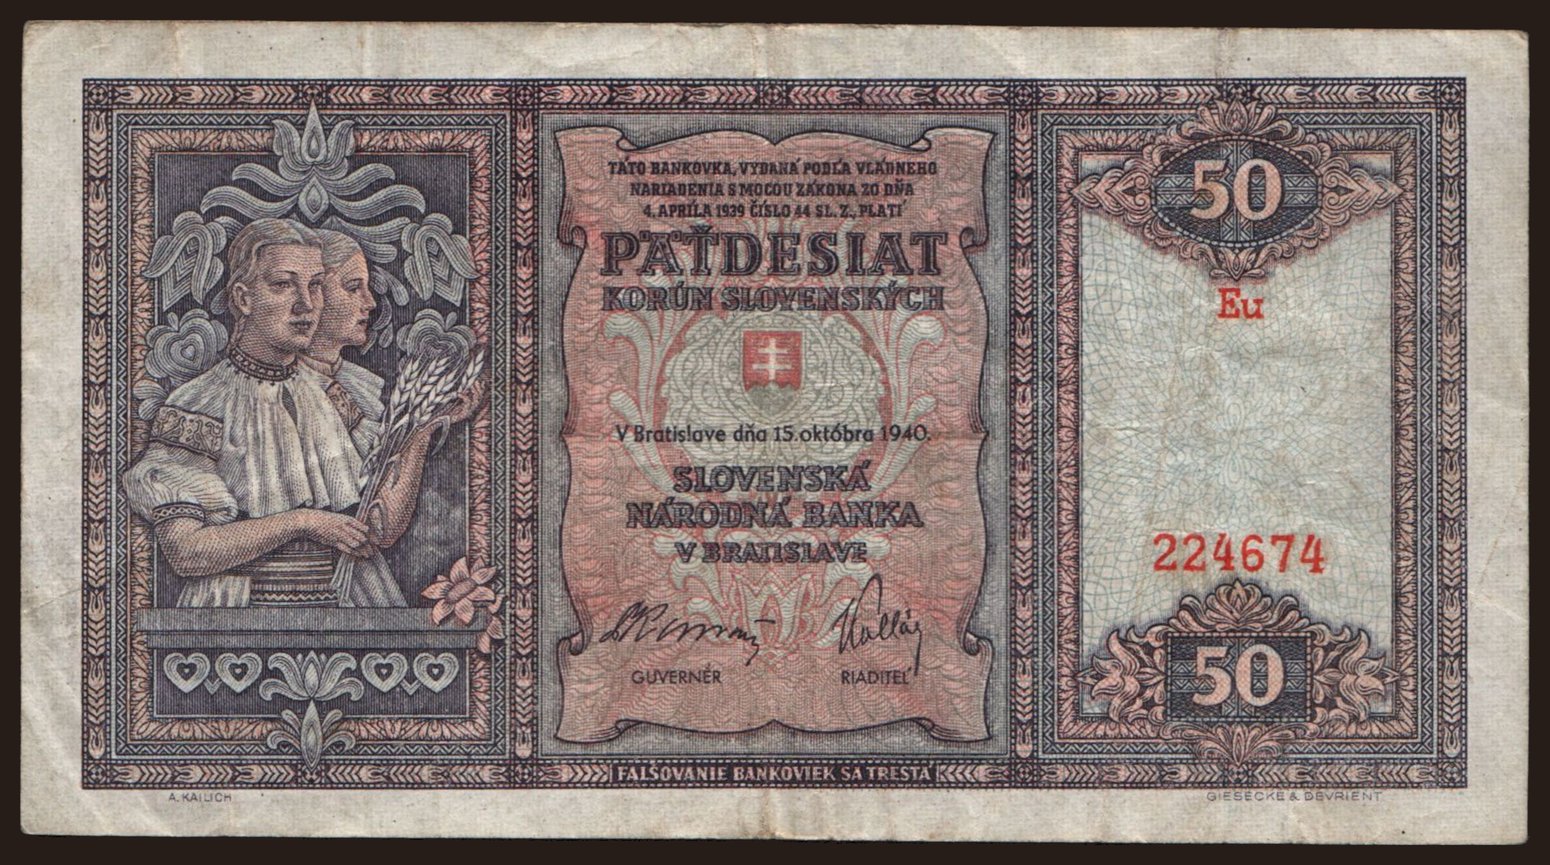 TÁTO BANKOVKA, VYDANÁ PODĽA VLÁDNEHO
NARIADENIA S MOCOU ZÁKONA ZO DŇA
4. APRÍLA 1939 ČÍSLO 44 SL. Z., PLATÍ
PÄŤDESIAT
KORÚN SLOVENSKÝCH
V Bratislave dňa 15. októbra 1940.
SLOVENSKÁ
NÁRODNÁ BANKA
V BRATISLAVE
GUVERNÉR
RIADITEĽ
FALŠOVANIE BANKOVIEK SA TRESTÁ
50
Eu
224674
50
A. KAILICH
GIESECKE & DEVRIENT